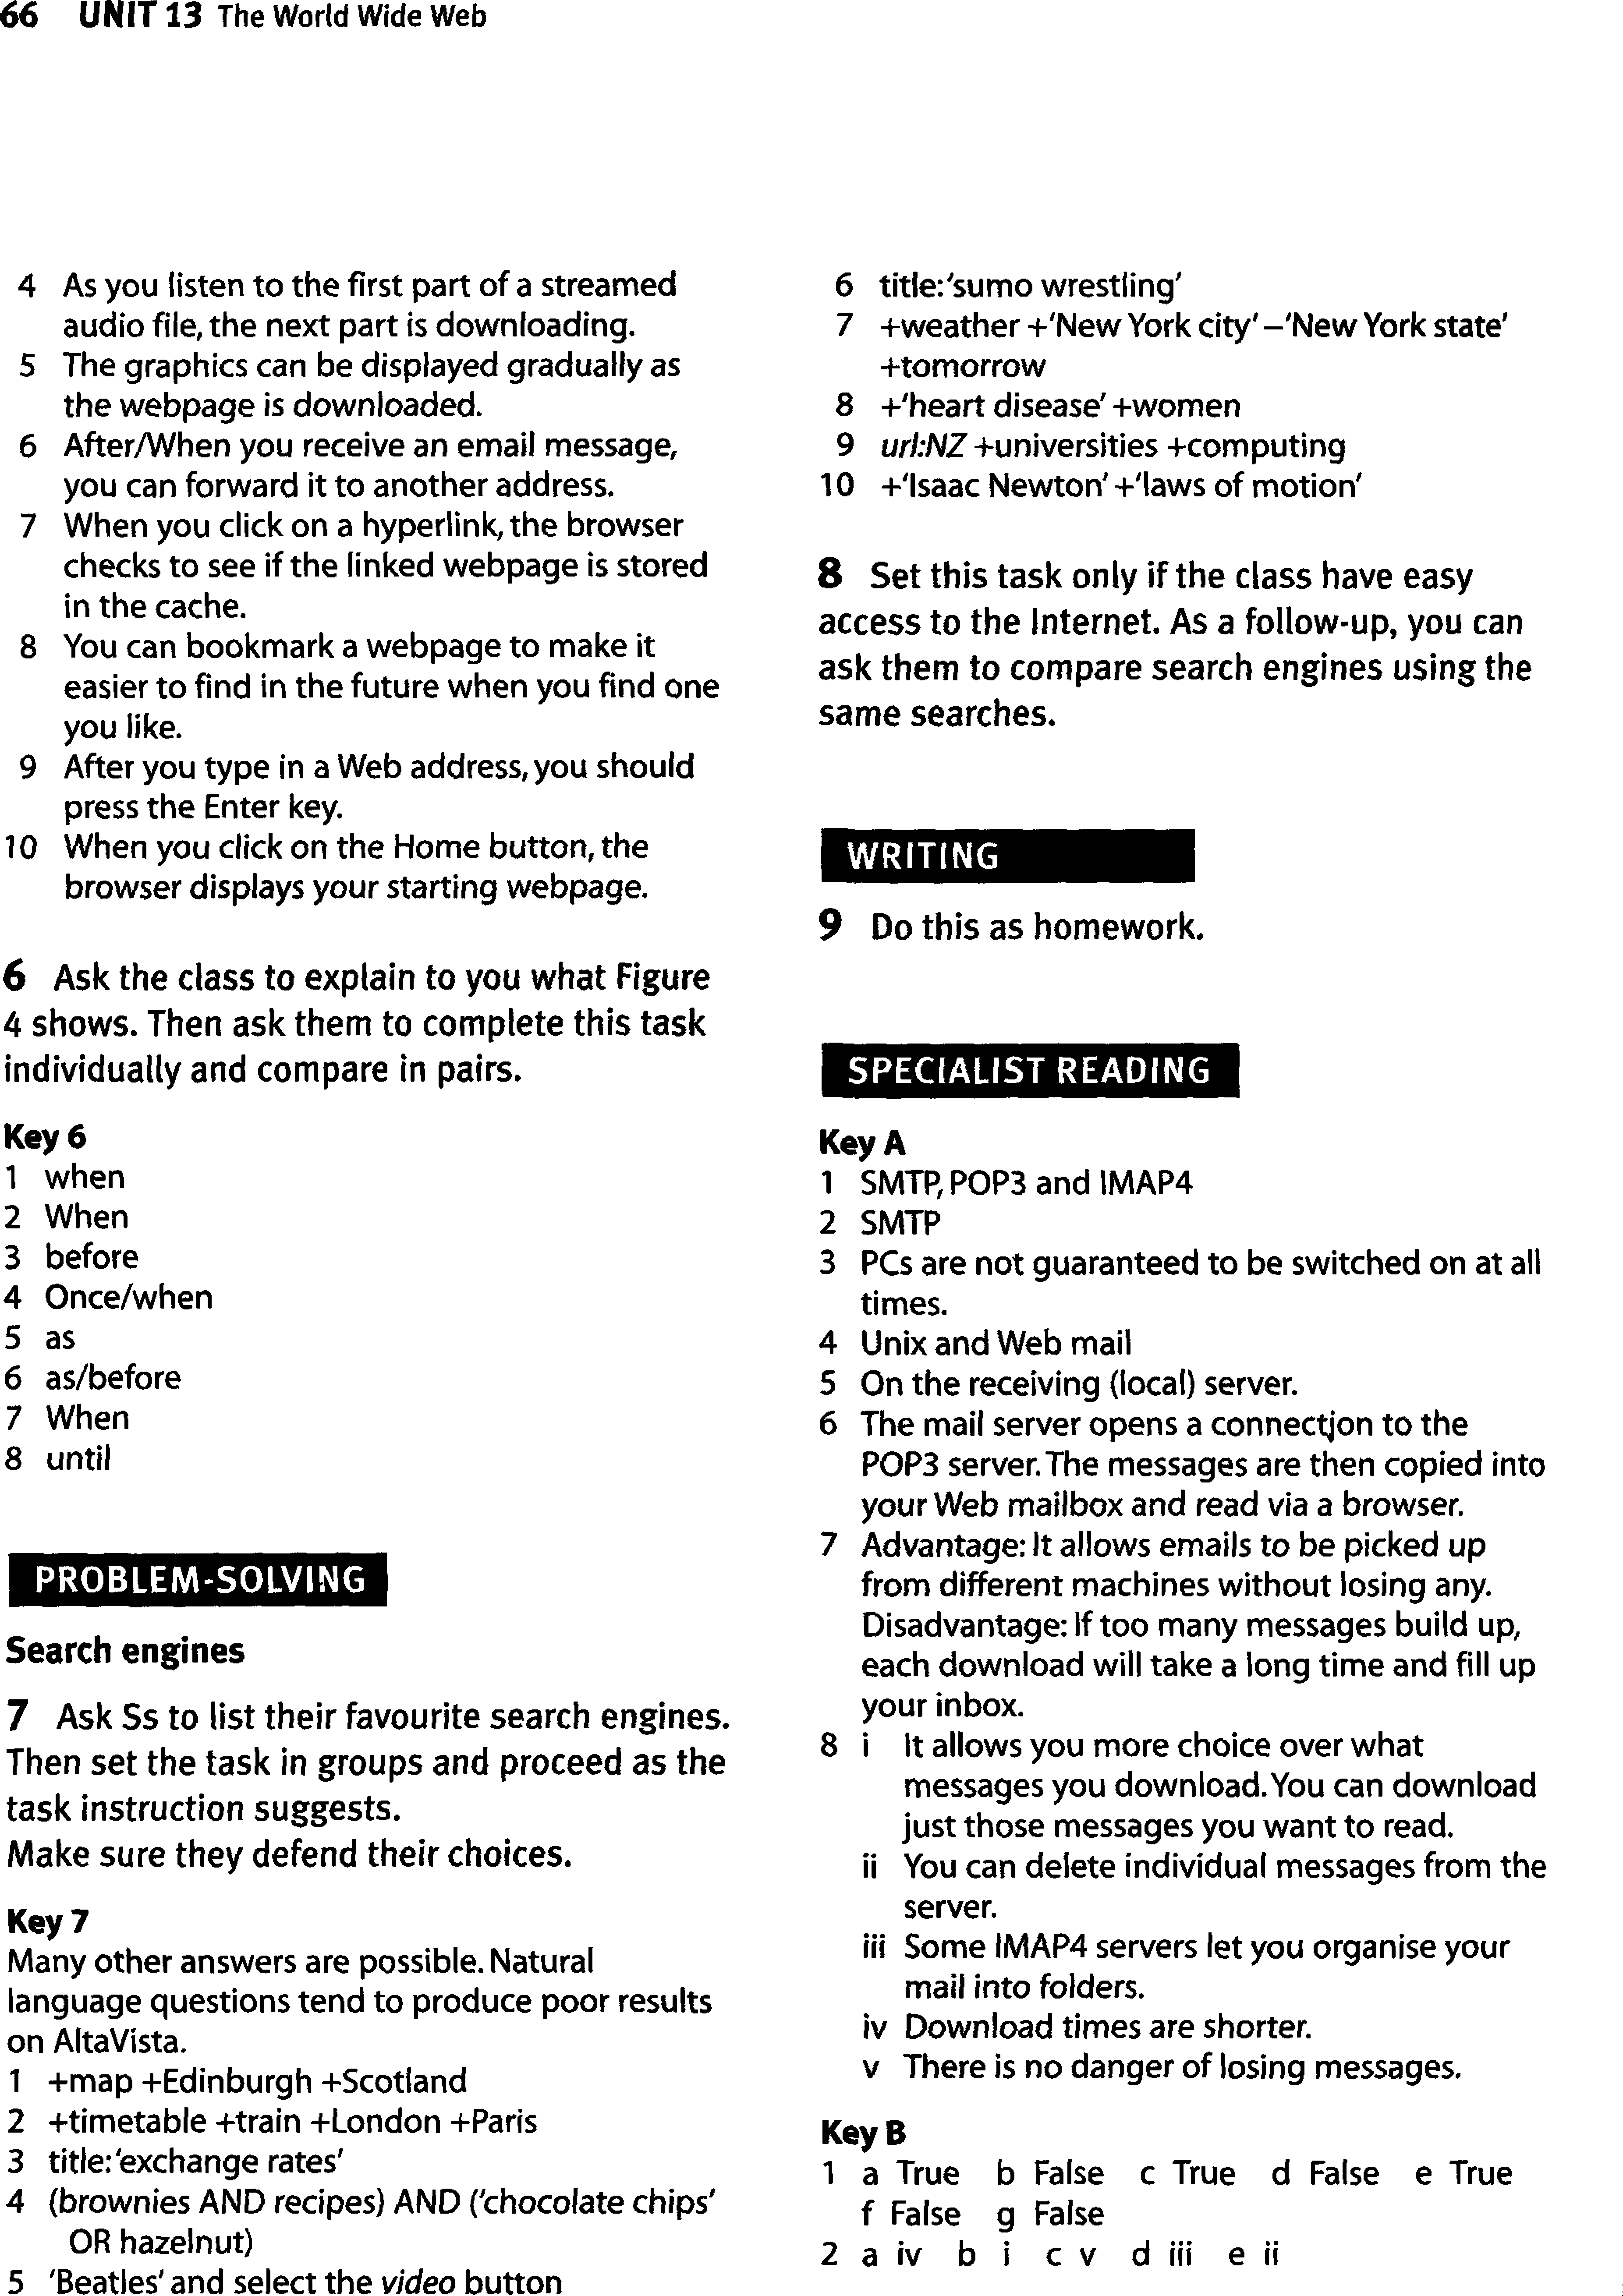 66 UNIT 13 The World Wide Web
4 As you listen to the first part of a streamed
audio file, the next part is downloading.
5 The graphics can be displayed gradually as
the webpage is downloaded.
6 After/When you receive an email message,
you can forward it to another address.
7 When you click on a hyperlink, the browser
checks to see if the linked webpage is stored
in the cache.
8 You can bookmark a webpage to make it
easier to find in the future when you find one
you like.
9 After you type in a Web address, you should
press the Enter key.
10 When you click on the Home button, the
browser displays your starting webpage.
6 Ask the class to explain to you what Figure
4 shows. Then ask them to complete this task
individually and compare in pairs.
Key 6
1 when
2 When
3 before
4 Once/when
5 as
6 as/before
7 When
8 until
PROBLEM-SOLVING
Search engines
7 Ask Ss to list their favourite search engines.
Then set the task in groups and proceed as the
task instruction suggests.
Make sure they defend their choices.
Key 7
Many other answers are possible. Natural
language questions tend to produce poor results
on AltaVista.
1 +map +Edinburgh +Scotland
2 +timetable +train +London +Paris
3 title:'exchange rates'
4 (brownies AND recipes) AND ('chocolate chips'
OR hazelnut)
5 'Beatles' and select the video button
6 title:'sumo wrestling'
7 +weather +'New York city' –'New York state'
+tomorrow
8 +'heart disease' +women
9 url:NZ +universities +computing
10 +'Isaac Newton' +'laws of motion'
8 Set this task only if the class have easy
access to the Internet. As a follow-up, you can
ask them to compare search engines using the
same searches.
WRITING
9 Do this as homework.
SPECIALIST READING
Key A
1 SMTP, POP3 and IMAP4
2 SMTP
3 PCs are not guaranteed to be switched on at all
times.
4 Unix and Web mail
5 On the receiving (local) server.
6 The mail server opens a connection to the
POP3 server. The messages are then copied into
your Web mailbox and read via a browser.
7 Advantage: It allows emails to be picked up
from different machines without losing any.
Disadvantage: If too many messages build up,
each download will take a long time and fill up
your inbox.
8 i It allows you more choice over what
messages you download. You can download
just those messages you want to read.
ii You can delete individual messages from the
server.
iii Some IMAP4 servers let you organise your
mail into folders.
iv Download times are shorter.
v There is no danger of losing messages.
Key B
1 a True b False c True d False e True
f False g False
2 a iv b i c v d iii e ii